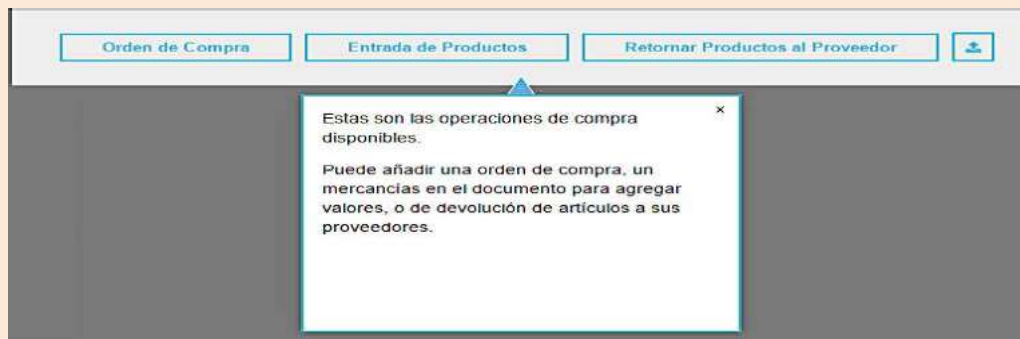 Orden de Compra
Entrada de Productos
Retornar Productos al Proveedor
×
Estas son las operaciones de compra
disponibles.
Puede añadir una orden de compra, un
mercancías en el documento para agregar
valores, o de devolución de artículos a sus
proveedores.